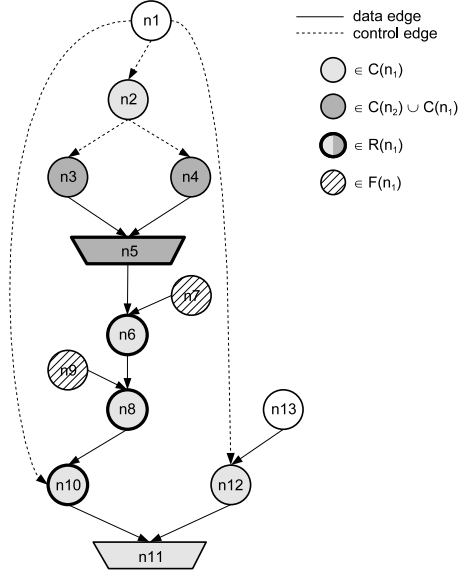 n1
data edge
control edge
n2
∈ C(n₁)
∈ C(n₂) ∪ C(n₁)
n3
n4
∈ R(n₁)
∈ F(n₁)
n5
n7
n6
n9
n8
n13
n10
n12
n11